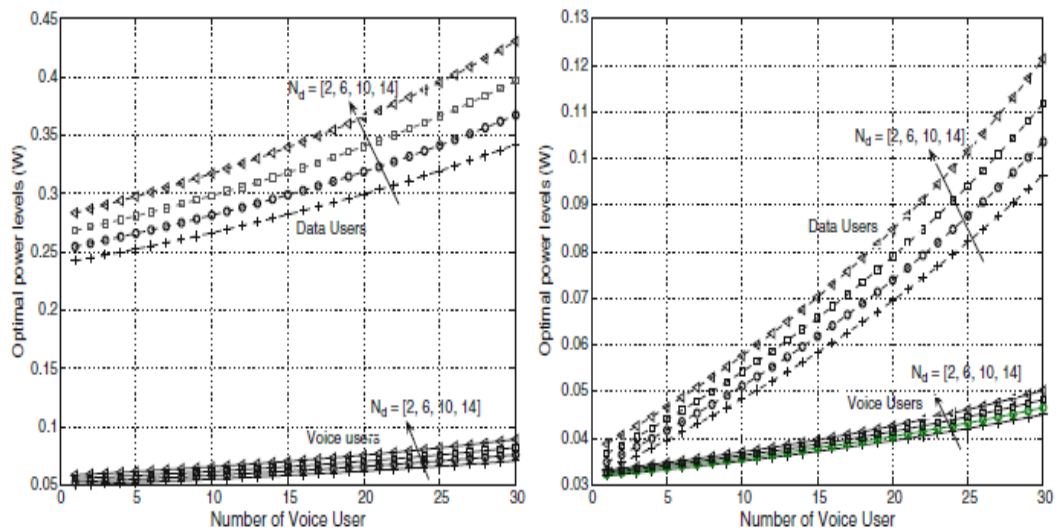 0.45
0.4
0.35
0.3
0.25
0.2
0.15
0.1
0.05
Optimal power levels (W)
N_d = [2, 6, 10, 14]
Data Users
N_d = [2, 6, 10, 14]
Voice users
0 5 10 15 20 25 30
Number of Voice User
0.13
0.12
0.11
0.1
0.09
0.08
0.07
0.06
0.05
0.04
0.03
Optimal power levels (W)
N_d = [2, 6, 10, 14]
Data Users
N_d = [2, 6, 10, 14]
Voice Users
0 5 10 15 20 25 30
Number of Voice User